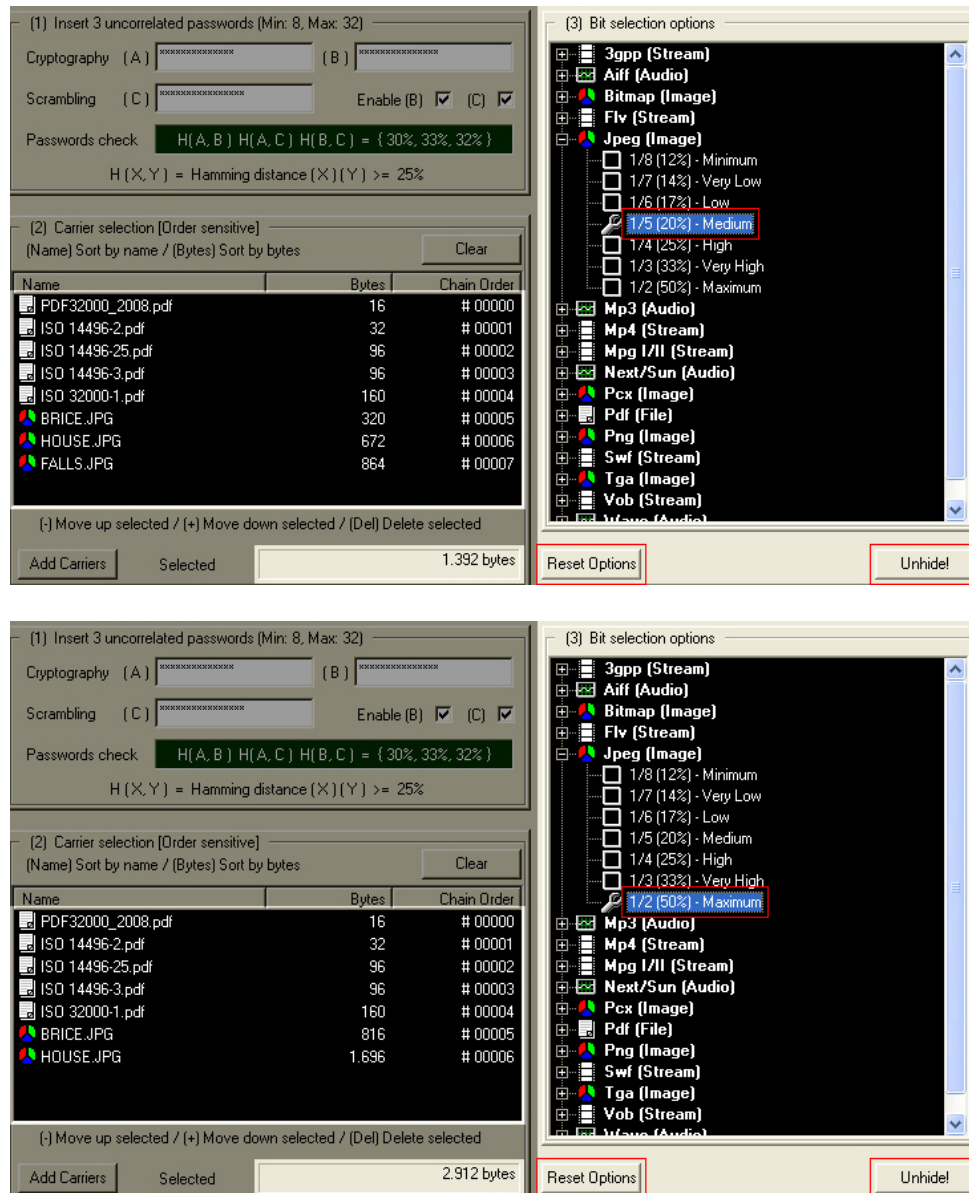 (1) Insert 3 uncorrelated passwords (Min: 8, Max: 32)
Cryptography (A) ************** (B) ***************
Scrambling (C) **************** Enable (B) (C)
Passwords check H(A,B) H(A,C) H(B,C) = {30%, 33%, 32%}
H(X,Y) = Hamming distance (X)(Y) >= 25%
(2) Carrier selection [Order sensitive]
(Name) Sort by name / (Bytes) Sort by bytes Clear
Name Bytes Chain Order
PDF32000_2008.pdf 16 # 00000
ISO 14496-2.pdf 32 # 00001
ISO 14496-25.pdf 96 # 00002
ISO 14496-3.pdf 96 # 00003
ISO 32000-1.pdf 160 # 00004
BRICE.JPG 320 # 00005
HOUSE.JPG 672 # 00006
FALLS.JPG 864 # 00007
(-) Move up selected / (+) Move down selected / (Del) Delete selected
Add Carriers Selected 1.392 bytes
(3) Bit selection options
3gpp (Stream)
Aiff (Audio)
Bitmap (Image)
Flv (Stream)
Jpeg (Image)
1/8 (12%) - Minimum
1/7 (14%) - Very Low
1/6 (17%) - Low
1/5 (20%) - Medium
1/4 (25%) - High
1/3 (33%) - Very High
1/2 (50%) - Maximum
Mp3 (Audio)
Mp4 (Stream)
Mpg I/II (Stream)
Next/Sun (Audio)
Pcx (Image)
Pdf (File)
Png (Image)
Swf (Stream)
Tga (Image)
Vob (Stream)
Reset Options Unhide!
(1) Insert 3 uncorrelated passwords (Min: 8, Max: 32)
Cryptography (A) ************** (B) ***************
Scrambling (C) **************** Enable (B) (C)
Passwords check H(A,B) H(A,C) H(B,C) = {30%, 33%, 32%}
H(X,Y) = Hamming distance (X)(Y) >= 25%
(2) Carrier selection [Order sensitive]
(Name) Sort by name / (Bytes) Sort by bytes Clear
Name Bytes Chain Order
PDF32000_2008.pdf 16 # 00000
ISO 14496-2.pdf 32 # 00001
ISO 14496-25.pdf 96 # 00002
ISO 14496-3.pdf 96 # 00003
ISO 32000-1.pdf 160 # 00004
BRICE.JPG 816 # 00005
HOUSE.JPG 1.696 # 00006
(-) Move up selected / (+) Move down selected / (Del) Delete selected
Add Carriers Selected 2.912 bytes
(3) Bit selection options
3gpp (Stream)
Aiff (Audio)
Bitmap (Image)
Flv (Stream)
Jpeg (Image)
1/8 (12%) - Minimum
1/7 (14%) - Very Low
1/6 (17%) - Low
1/5 (20%) - Medium
1/4 (25%) - High
1/3 (33%) - Very High
1/2 (50%) - Maximum
Mp3 (Audio)
Mp4 (Stream)
Mpg I/II (Stream)
Next/Sun (Audio)
Pcx (Image)
Pdf (File)
Png (Image)
Swf (Stream)
Tga (Image)
Vob (Stream)
Reset Options Unhide!